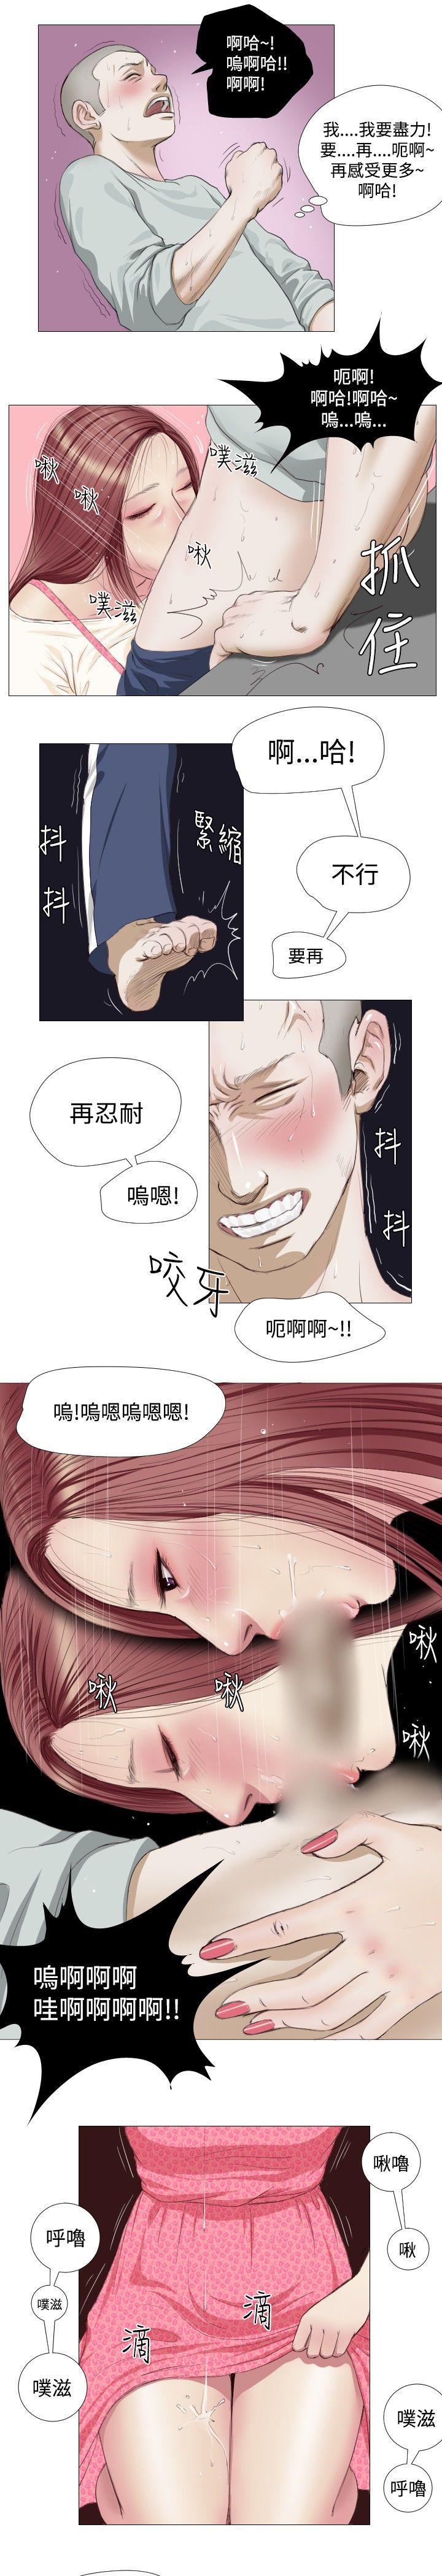 啊哈~!
嗚啊哈!!
啊啊!
我....我要盡力!
要....再....呃啊~
再感受更多~
啊哈!
呃啊!
啊哈!啊哈~
嗚...嗚...
啾
啾
噗滋
啾
噗滋
抓住
啊...哈!
不行
要再
抖
抖
緊縮
再忍耐
嗚嗯!
抖
抖
咬牙
呃啊啊~!!
嗚!嗚嗯嗚嗯嗯!
啾
啾
啾
啾
嗚啊啊啊
哇啊啊啊啊!!
啾嚕
啾
呼嚕
噗滋
噗滋
滴
滴
噗滋
呼嚕